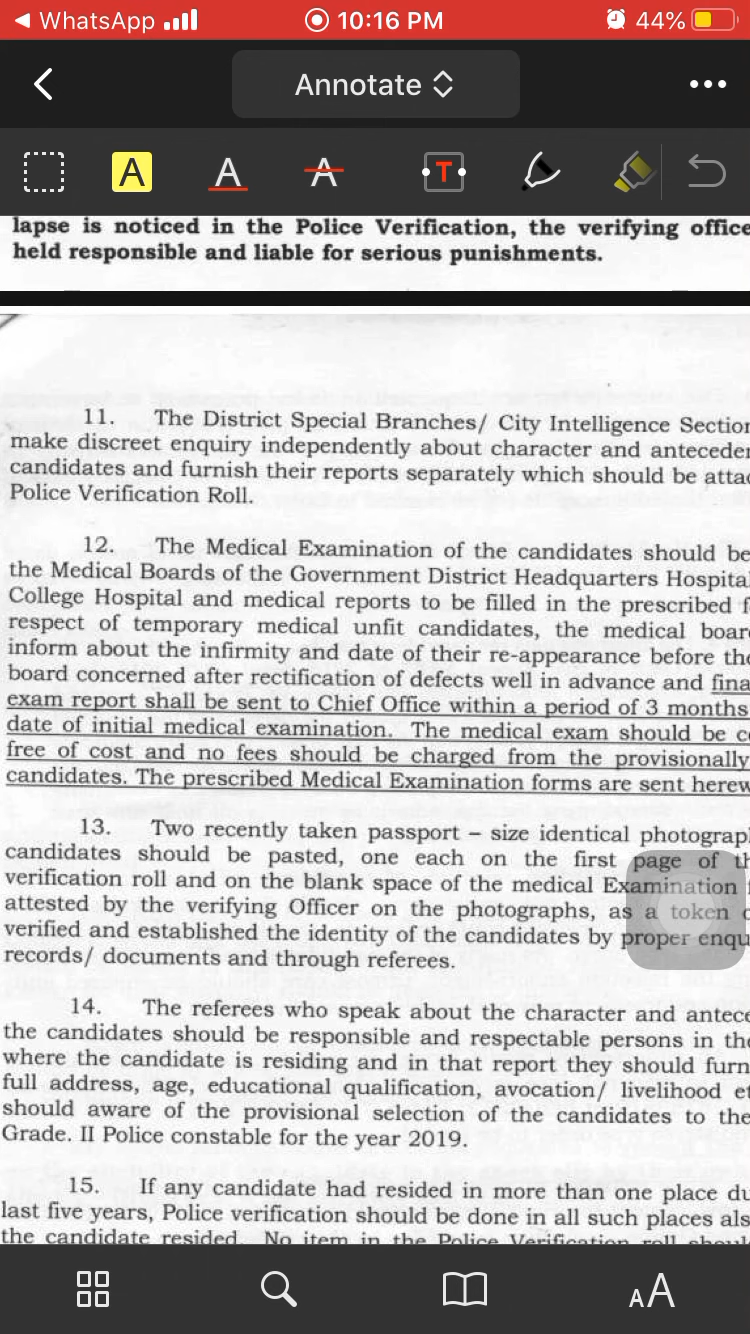 WhatsApp 10:16 PM 44%
Annotate
A A A T
lapse is noticed in the Police Verification, the verifying office
held responsible and liable for serious punishments.
11. The District Special Branches/ City Intelligence Section
make discreet enquiry independently about character and anteceden
candidates and furnish their reports separately which should be attac
Police Verification Roll.
12. The Medical Examination of the candidates should be
the Medical Boards of the Government District Headquarters Hospital
College Hospital and medical reports to be filled in the prescribed f
respect of temporary medical unfit candidates, the medical board
inform about the infirmity and date of their re-appearance before the
board concerned after rectification of defects well in advance and fina
exam report shall be sent to Chief Office within a period of 3 months
date of initial medical examination. The medical exam should be c
free of cost and no fees should be charged from the provisionally
candidates. The prescribed Medical Examination forms are sent herew
13. Two recently taken passport – size identical photograp
candidates should be pasted, one each on the first page of th
verification roll and on the blank space of the medical Examination f
attested by the verifying Officer on the photographs, as a token o
verified and established the identity of the candidates by proper enqu
records/ documents and through referees.
14. The referees who speak about the character and antece
the candidates should be responsible and respectable persons in the
where the candidate is residing and in that report they should furn
full address, age, educational qualification, avocation/ livelihood et
should aware of the provisional selection of the candidates to the
Grade. II Police constable for the year 2019.
15. If any candidate had resided in more than one place du
last five years, Police verification should be done in all such places als
the candidate resided. No item in the Police Verification roll shoul
AA